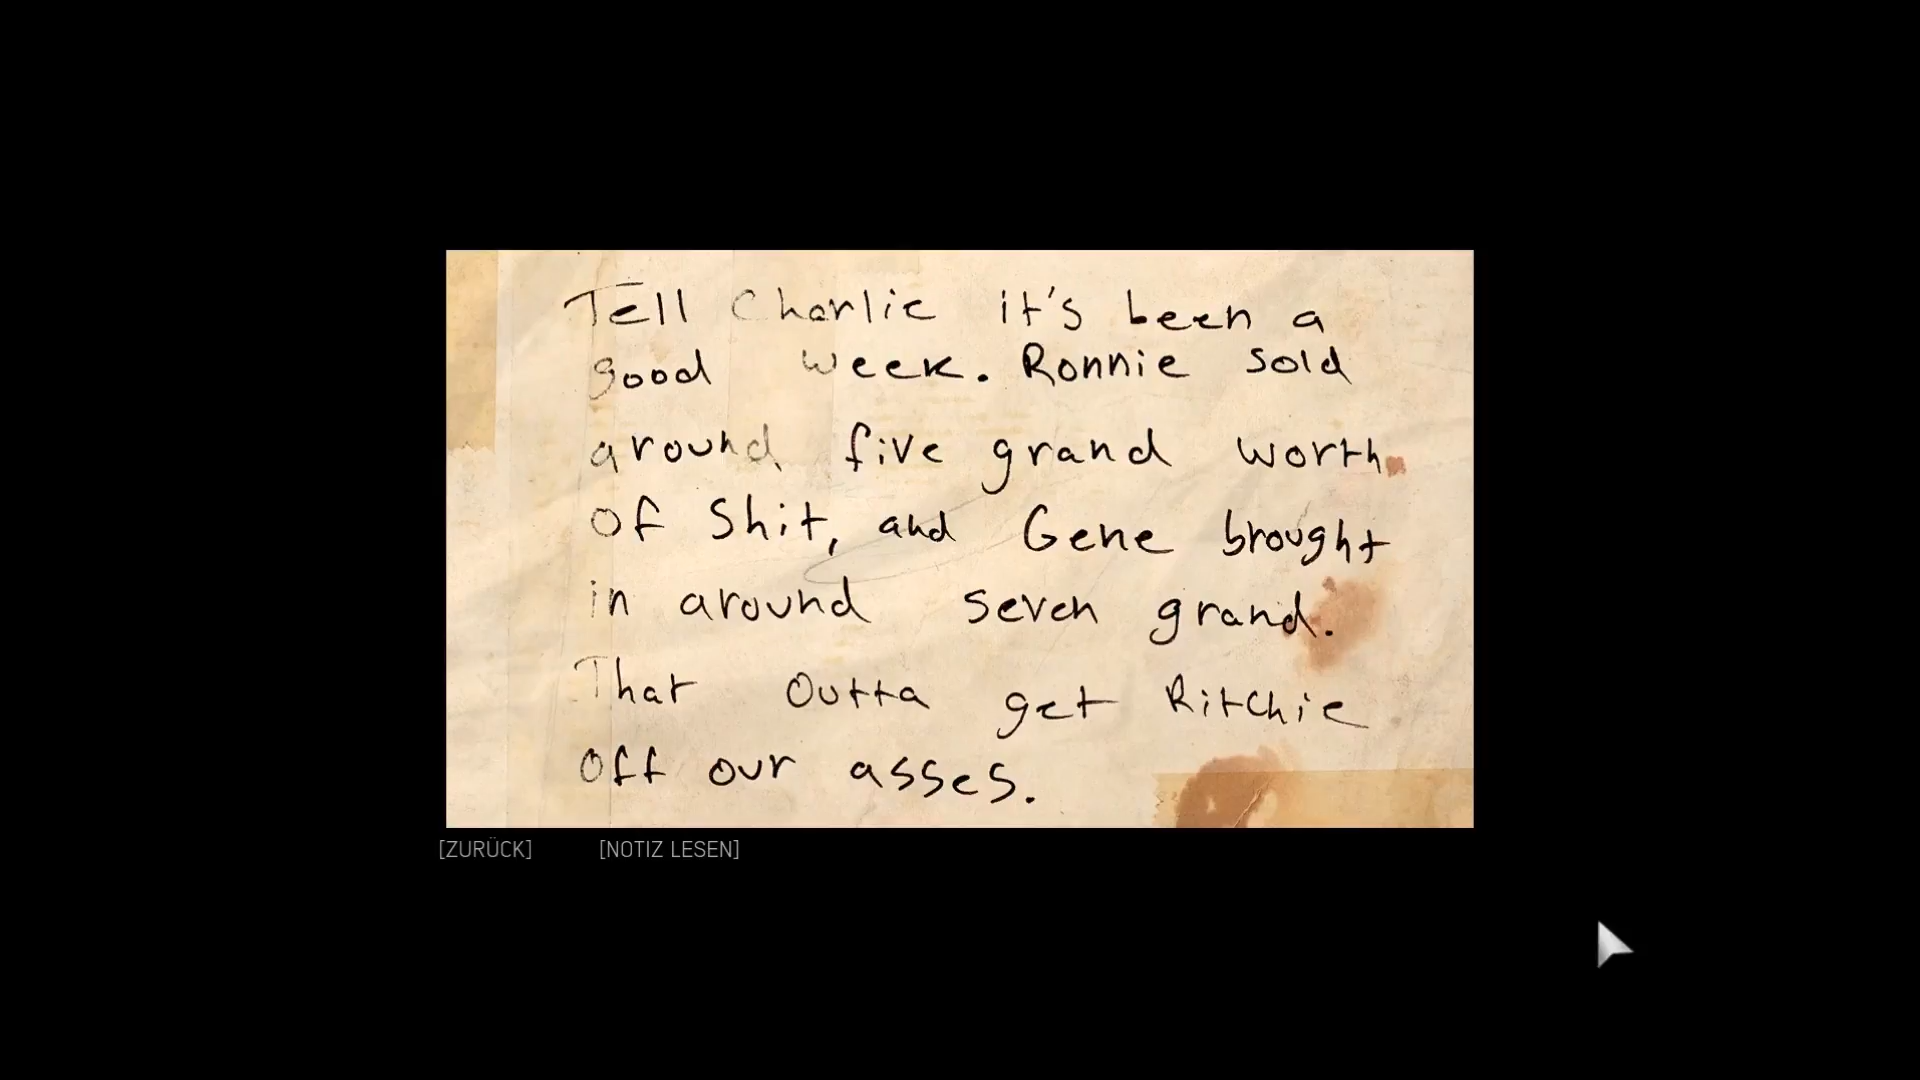 Tell Charlie it's been a
good week. Ronnie sold
around five grand worth
of shit, and Gene brought
in around seven grand.
That outta get Ritchie
off our asses.
[ZURÜCK] [NOTIZ LESEN]